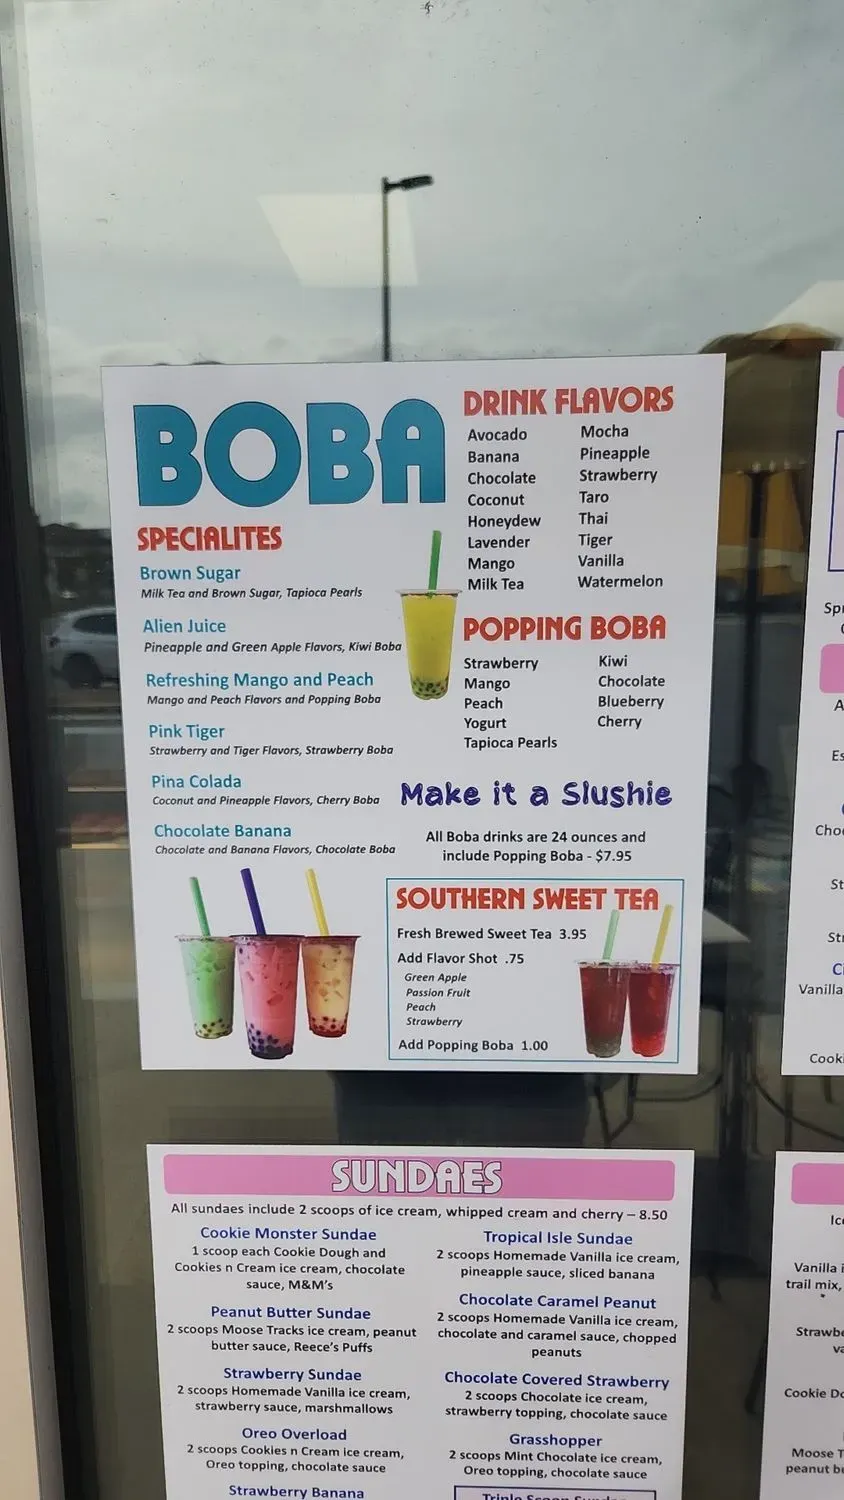 BOBA
SPECIALITES
Brown Sugar
Milk Tea and Brown Sugar, Tapioca Pearls
Alien Juice
Pineapple and Green Apple Flavors, Kiwi Boba
Refreshing Mango and Peach
Mango and Peach Flavors and Popping Boba
Pink Tiger
Strawberry and Tiger Flavors, Strawberry Boba
Pina Colada
Coconut and Pineapple Flavors, Cherry Boba
Chocolate Banana
Chocolate and Banana Flavors, Chocolate Boba
DRINK FLAVORS
Avocado
Banana
Chocolate
Coconut
Honeydew
Lavender
Mango
Milk Tea
Mocha
Pineapple
Strawberry
Taro
Thai
Tiger
Vanilla
Watermelon
POPPING BOBA
Strawberry
Mango
Peach
Yogurt
Tapioca Pearls
Kiwi
Chocolate
Blueberry
Cherry
Make it a Slushie
All Boba drinks are 24 ounces and
include Popping Boba - $7.95
SOUTHERN SWEET TEA
Fresh Brewed Sweet Tea 3.95
Add Flavor Shot .75
Green Apple
Passion Fruit
Peach
Strawberry
Add Popping Boba 1.00
SUNDAES
All sundaes include 2 scoops of ice cream, whipped cream and cherry – 8.50
Cookie Monster Sundae
1 scoop each Cookie Dough and
Cookies n Cream ice cream, chocolate
sauce, M&M's
Peanut Butter Sundae
2 scoops Moose Tracks ice cream, peanut
butter sauce, Reece's Puffs
Strawberry Sundae
2 scoops Homemade Vanilla ice cream,
strawberry sauce, marshmallows
Oreo Overload
2 scoops Cookies n Cream ice cream,
Oreo topping, chocolate sauce
Strawberry Banana
Tropical Isle Sundae
2 scoops Homemade Vanilla ice cream,
pineapple sauce, sliced banana
Chocolate Caramel Peanut
2 scoops Homemade Vanilla ice cream,
chocolate and caramel sauce, chopped
peanuts
Chocolate Covered Strawberry
2 scoops Chocolate ice cream,
strawberry topping, chocolate sauce
Grasshopper
2 scoops Mint Chocolate ice cream,
Oreo topping, chocolate sauce
Triple Scoop
Vanilla
trail mix,
peanut